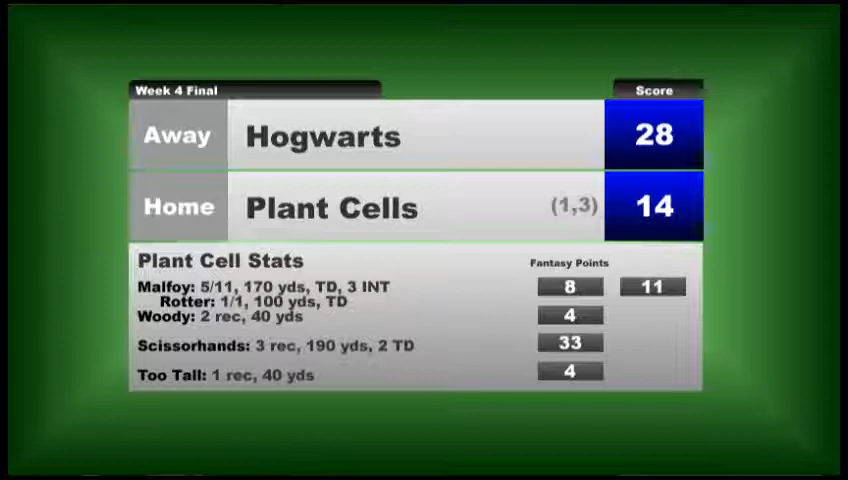 Week 4 Final Score
Away Hogwarts 28
Home Plant Cells (1,3) 14
Plant Cell Stats Fantasy Points
Malfoy: 5/11, 170 yds, TD, 3 INT 8 11
Rotter: 1/1, 100 yds, TD
Woody: 2 rec, 40 yds 4
Scissorhands: 3 rec, 190 yds, 2 TD 33
Too Tall: 1 rec, 40 yds 4